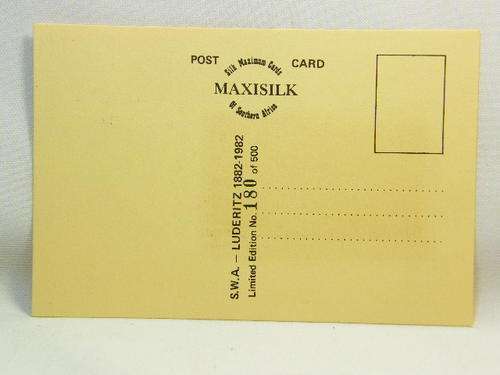 POST CARD
Silk Maximum Cards
MAXISILK
Of Southern Africa
S.W.A. – LUDERITZ 1882-1982
Limited Edition No. 180 of 500